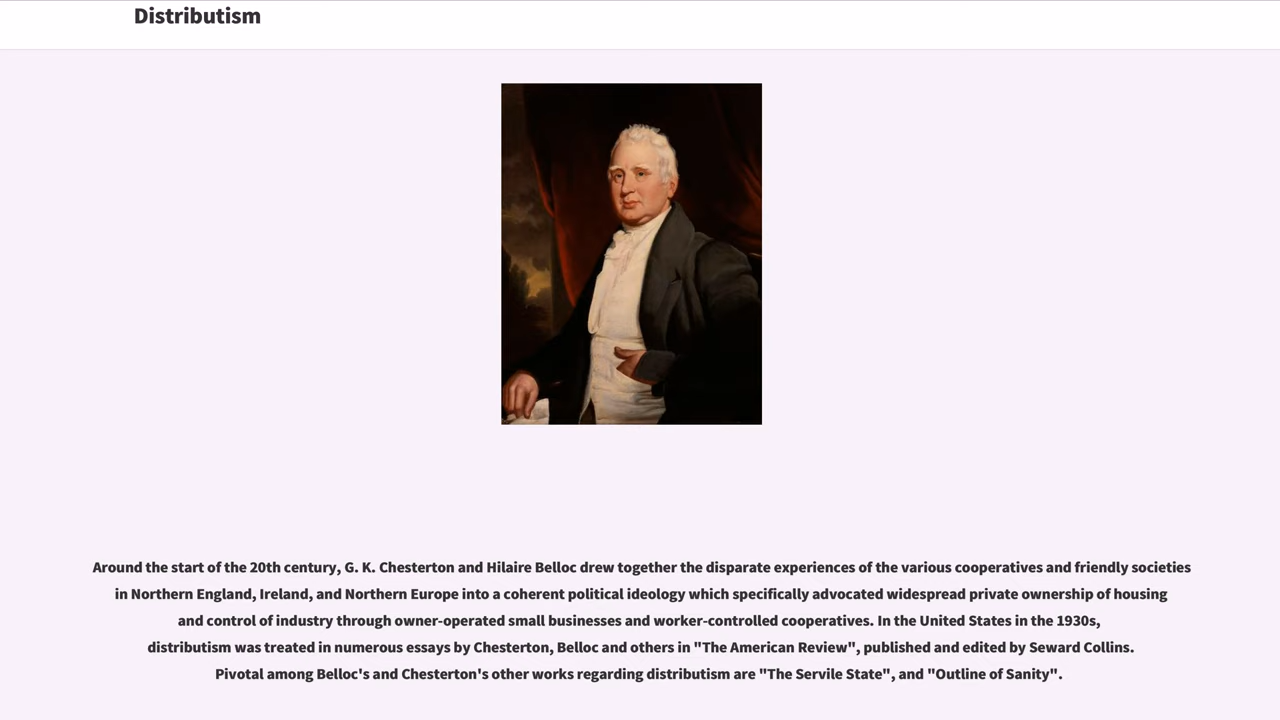 Distributism
Around the start of the 20th century, G. K. Chesterton and Hilaire Belloc drew together the disparate experiences of the various cooperatives and friendly societies
in Northern England, Ireland, and Northern Europe into a coherent political ideology which specifically advocated widespread private ownership of housing
and control of industry through owner-operated small businesses and worker-controlled cooperatives. In the United States in the 1930s,
distributism was treated in numerous essays by Chesterton, Belloc and others in "The American Review", published and edited by Seward Collins.
Pivotal among Belloc's and Chesterton's other works regarding distributism are "The Servile State", and "Outline of Sanity".